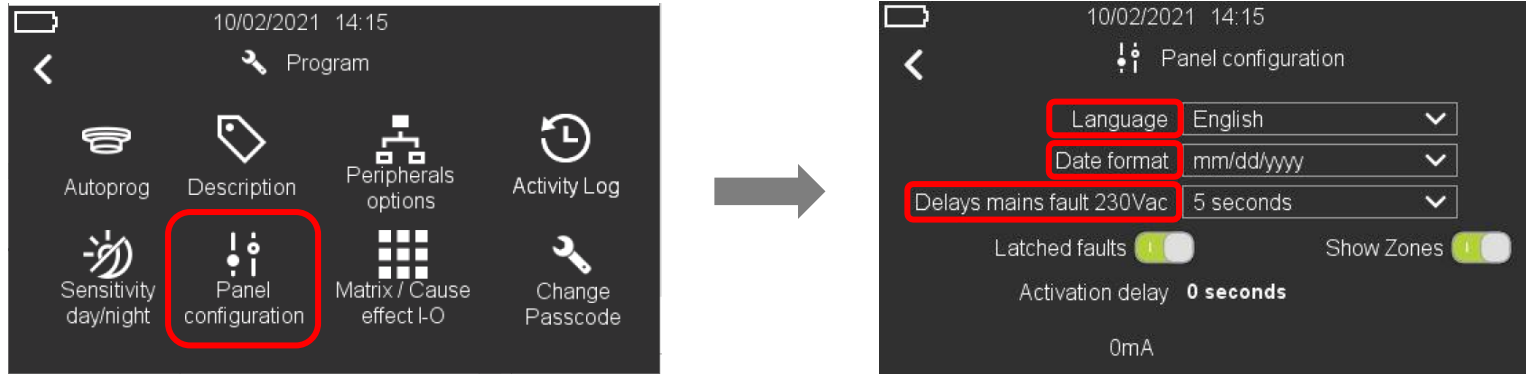 10/02/2021 14:15
Program
Autoprog
Description
Peripherals
options
Activity Log
Sensitivity
day/night
Panel
configuration
Matrix / Cause
effect I-O
Change
Passcode
10/02/2021 14:15
Panel configuration
Language English
Date format mm/dd/yyyy
Delays mains fault 230Vac 5 seconds
Latched faults Show Zones
Activation delay 0 seconds
0mA